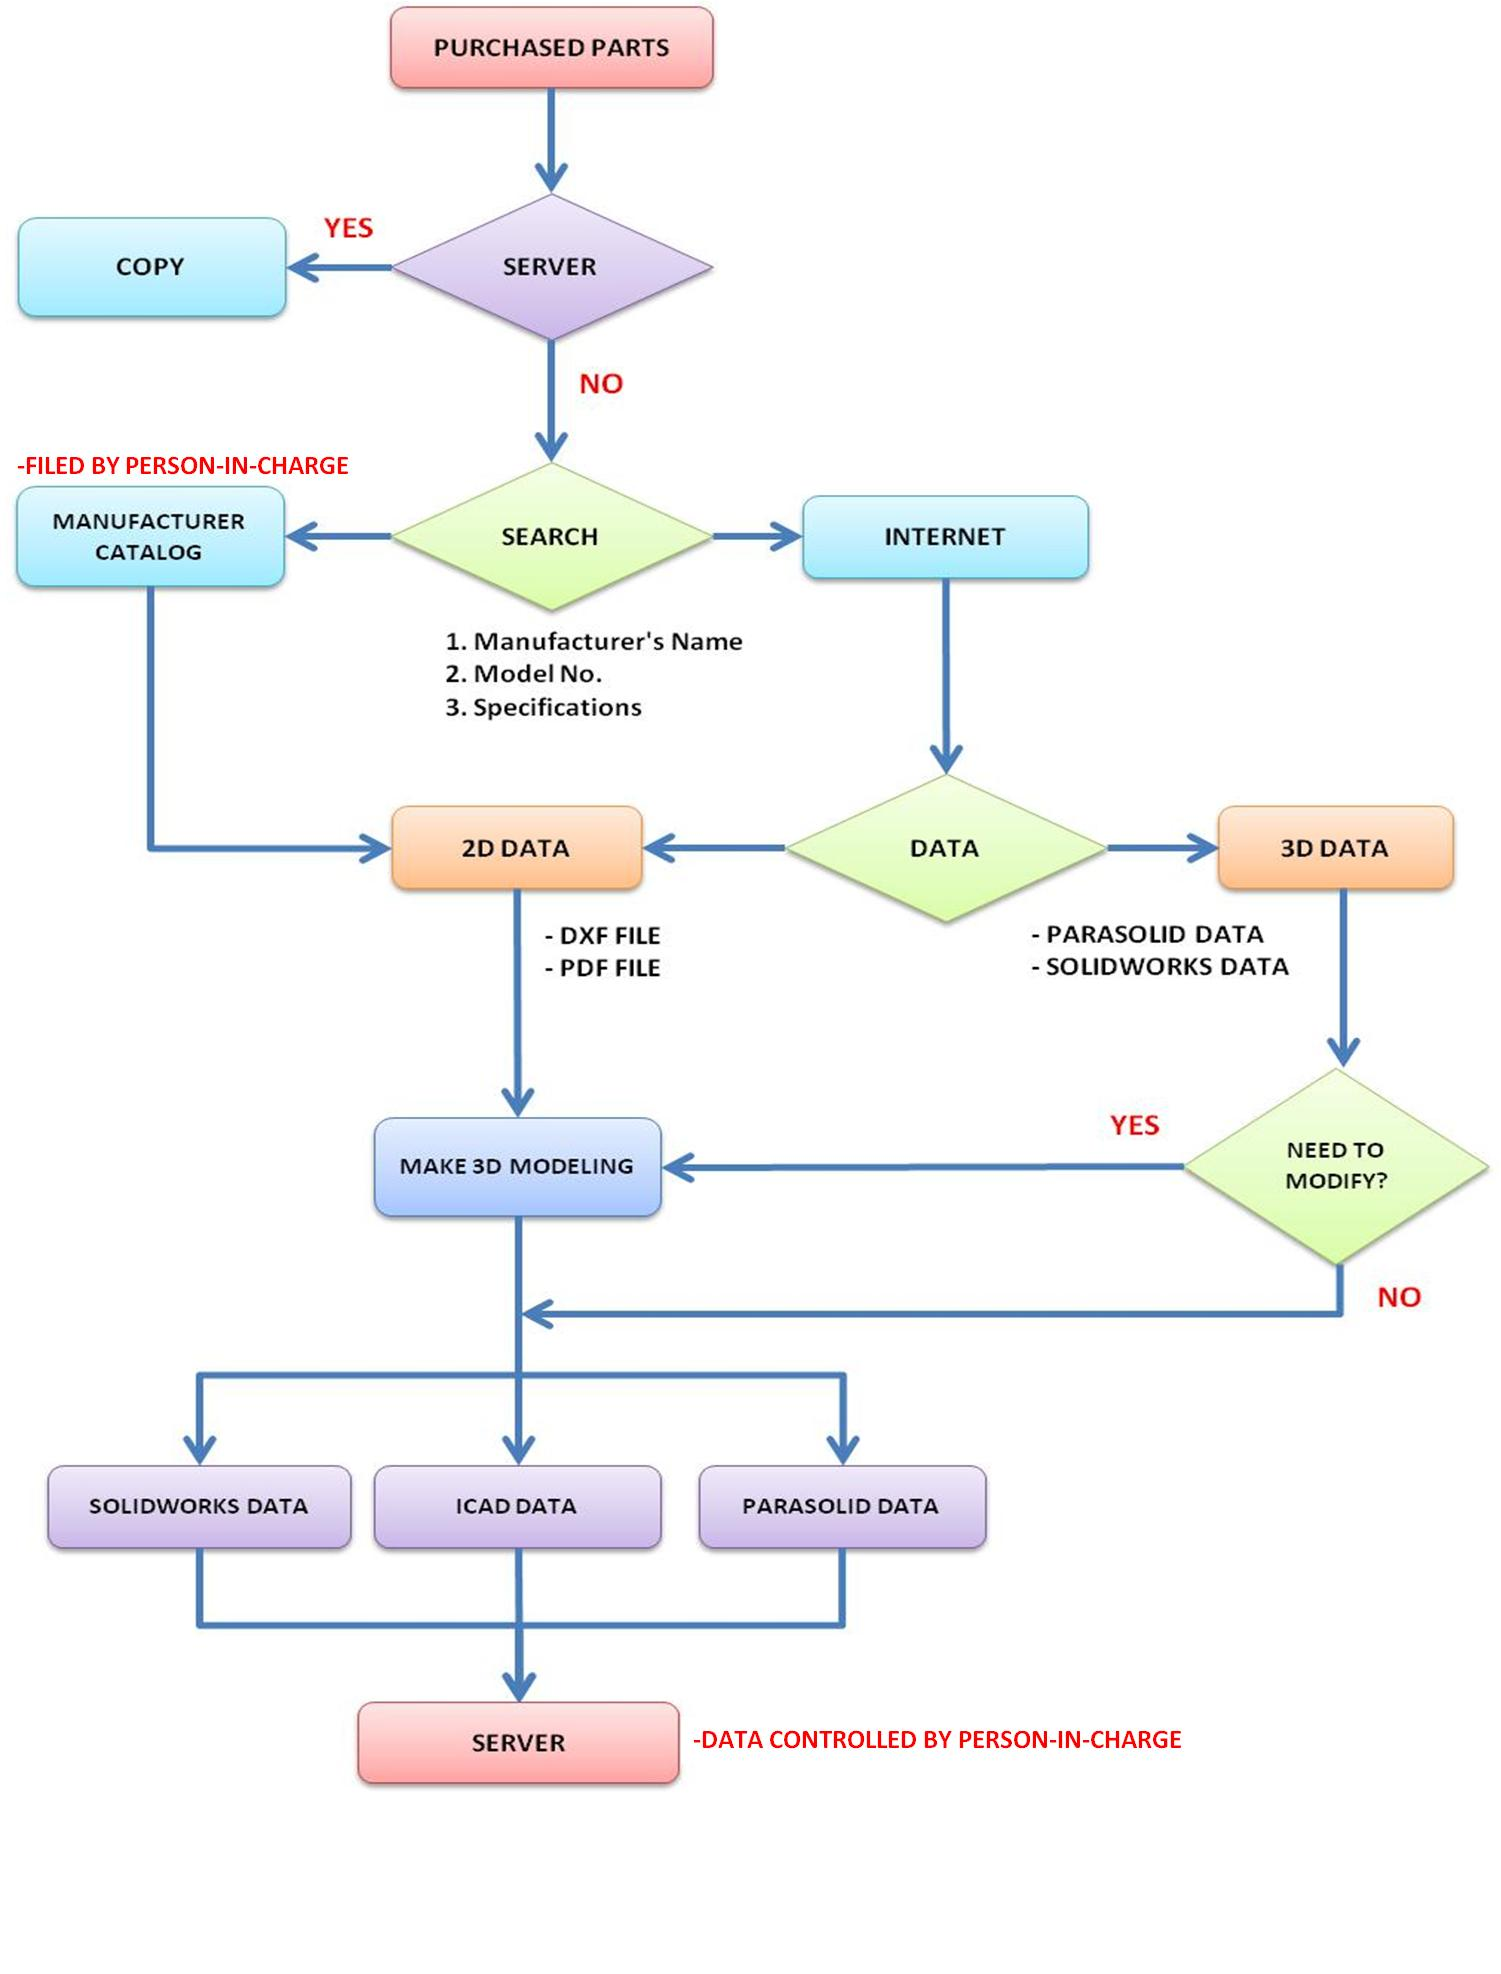 PURCHASED PARTS
YES
COPY
SERVER
NO
-FILED BY PERSON-IN-CHARGE
MANUFACTURER
CATALOG
SEARCH
INTERNET
1. Manufacturer's Name
2. Model No.
3. Specifications
2D DATA
DATA
3D DATA
- DXF FILE
- PDF FILE
- PARASOLID DATA
- SOLIDWORKS DATA
YES
MAKE 3D MODELING
NEED TO
MODIFY?
NO
SOLIDWORKS DATA
ICAD DATA
PARASOLID DATA
SERVER
-DATA CONTROLLED BY PERSON-IN-CHARGE